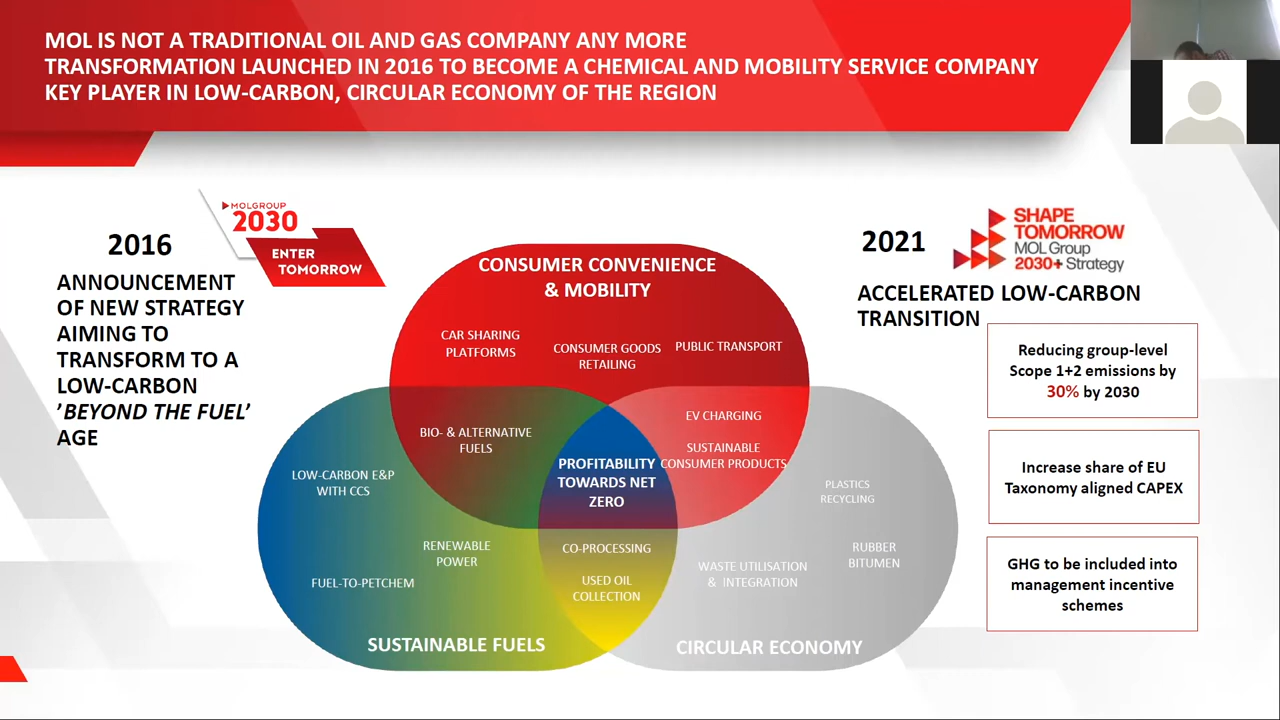 MOL IS NOT A TRADITIONAL OIL AND GAS COMPANY ANY MORE
TRANSFORMATION LAUNCHED IN 2016 TO BECOME A CHEMICAL AND MOBILITY SERVICE COMPANY
KEY PLAYER IN LOW-CARBON, CIRCULAR ECONOMY OF THE REGION
MOLGROUP
2030
ENTER
TOMORROW
2016
ANNOUNCEMENT
OF NEW STRATEGY
AIMING TO
TRANSFORM TO A
LOW-CARBON
'BEYOND THE FUEL'
AGE
CONSUMER CONVENIENCE
& MOBILITY
CAR SHARING
PLATFORMS
CONSUMER GOODS
RETAILING
PUBLIC TRANSPORT
BIO- & ALTERNATIVE
FUELS
EV CHARGING
SUSTAINABLE
CONSUMER PRODUCTS
PROFITABILITY
TOWARDS NET
ZERO
LOW-CARBON E&P
WITH CCS
RENEWABLE
POWER
FUEL-TO-PETCHEM
SUSTAINABLE FUELS
CO-PROCESSING
USED OIL
COLLECTION
PLASTICS
RECYCLING
RUBBER
BITUMEN
WASTE UTILISATION
& INTEGRATION
CIRCULAR ECONOMY
2021
SHAPE
TOMORROW
MOL Group
2030+ Strategy
ACCELERATED LOW-CARBON
TRANSITION
Reducing group-level
Scope 1+2 emissions by
30% by 2030
Increase share of EU
Taxonomy aligned CAPEX
GHG to be included into
management incentive
schemes